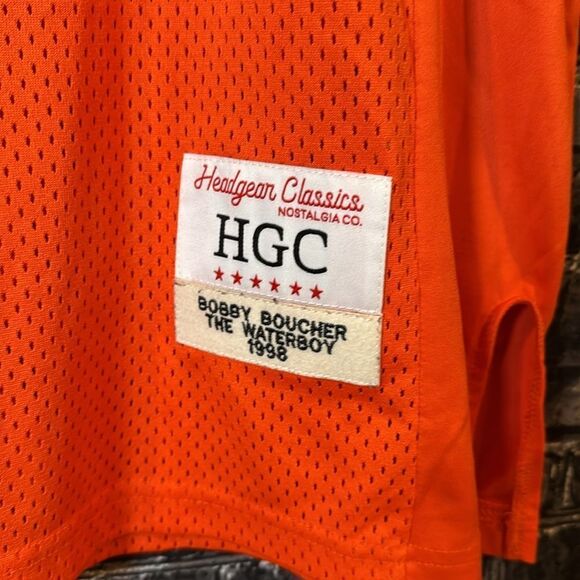 Headgear Classics
NOSTALGIA CO.
HGC
BOBBY BOUCHER
THE WATERBOY
1998